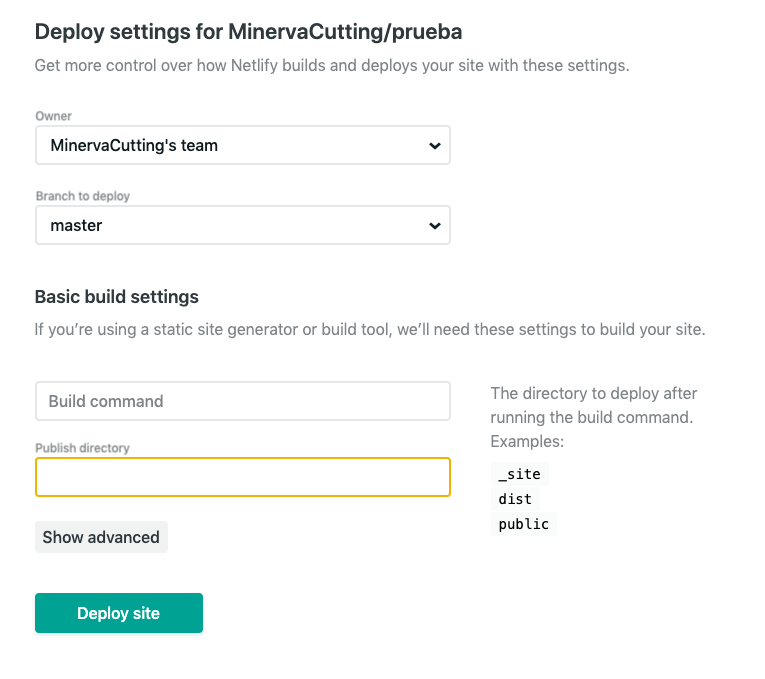 Deploy settings for MinervaCutting/prueba
Get more control over how Netlify builds and deploys your site with these settings.
Owner
MinervaCutting's team
Branch to deploy
master
Basic build settings
If you’re using a static site generator or build tool, we’ll need these settings to build your site.
Build command
Publish directory
The directory to deploy after
running the build command.
Examples:
_site
dist
public
Show advanced
Deploy site